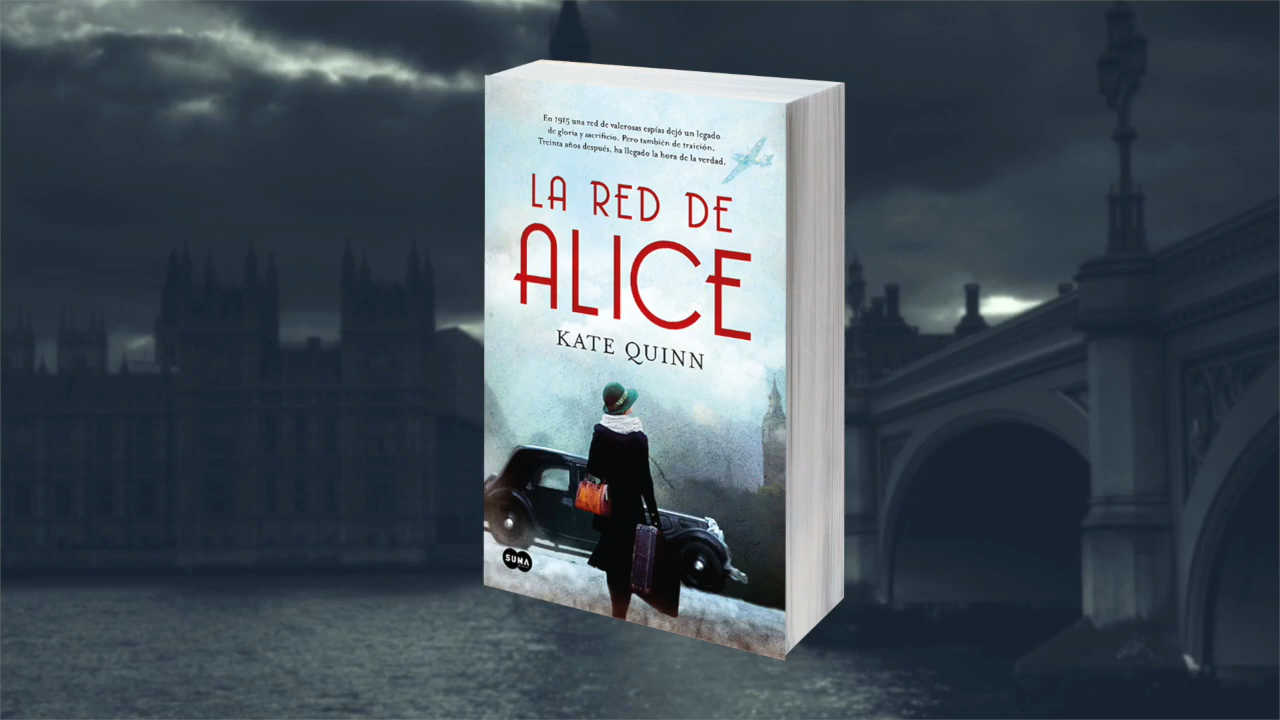 En 1915 una red de valerosas espías dejó un legado
de gloria y sacrificio. Pero también de traición.
Treinta años después, ha llegado la hora de la verdad.
LA RED DE
ALICE
KATE QUINN
SUMA